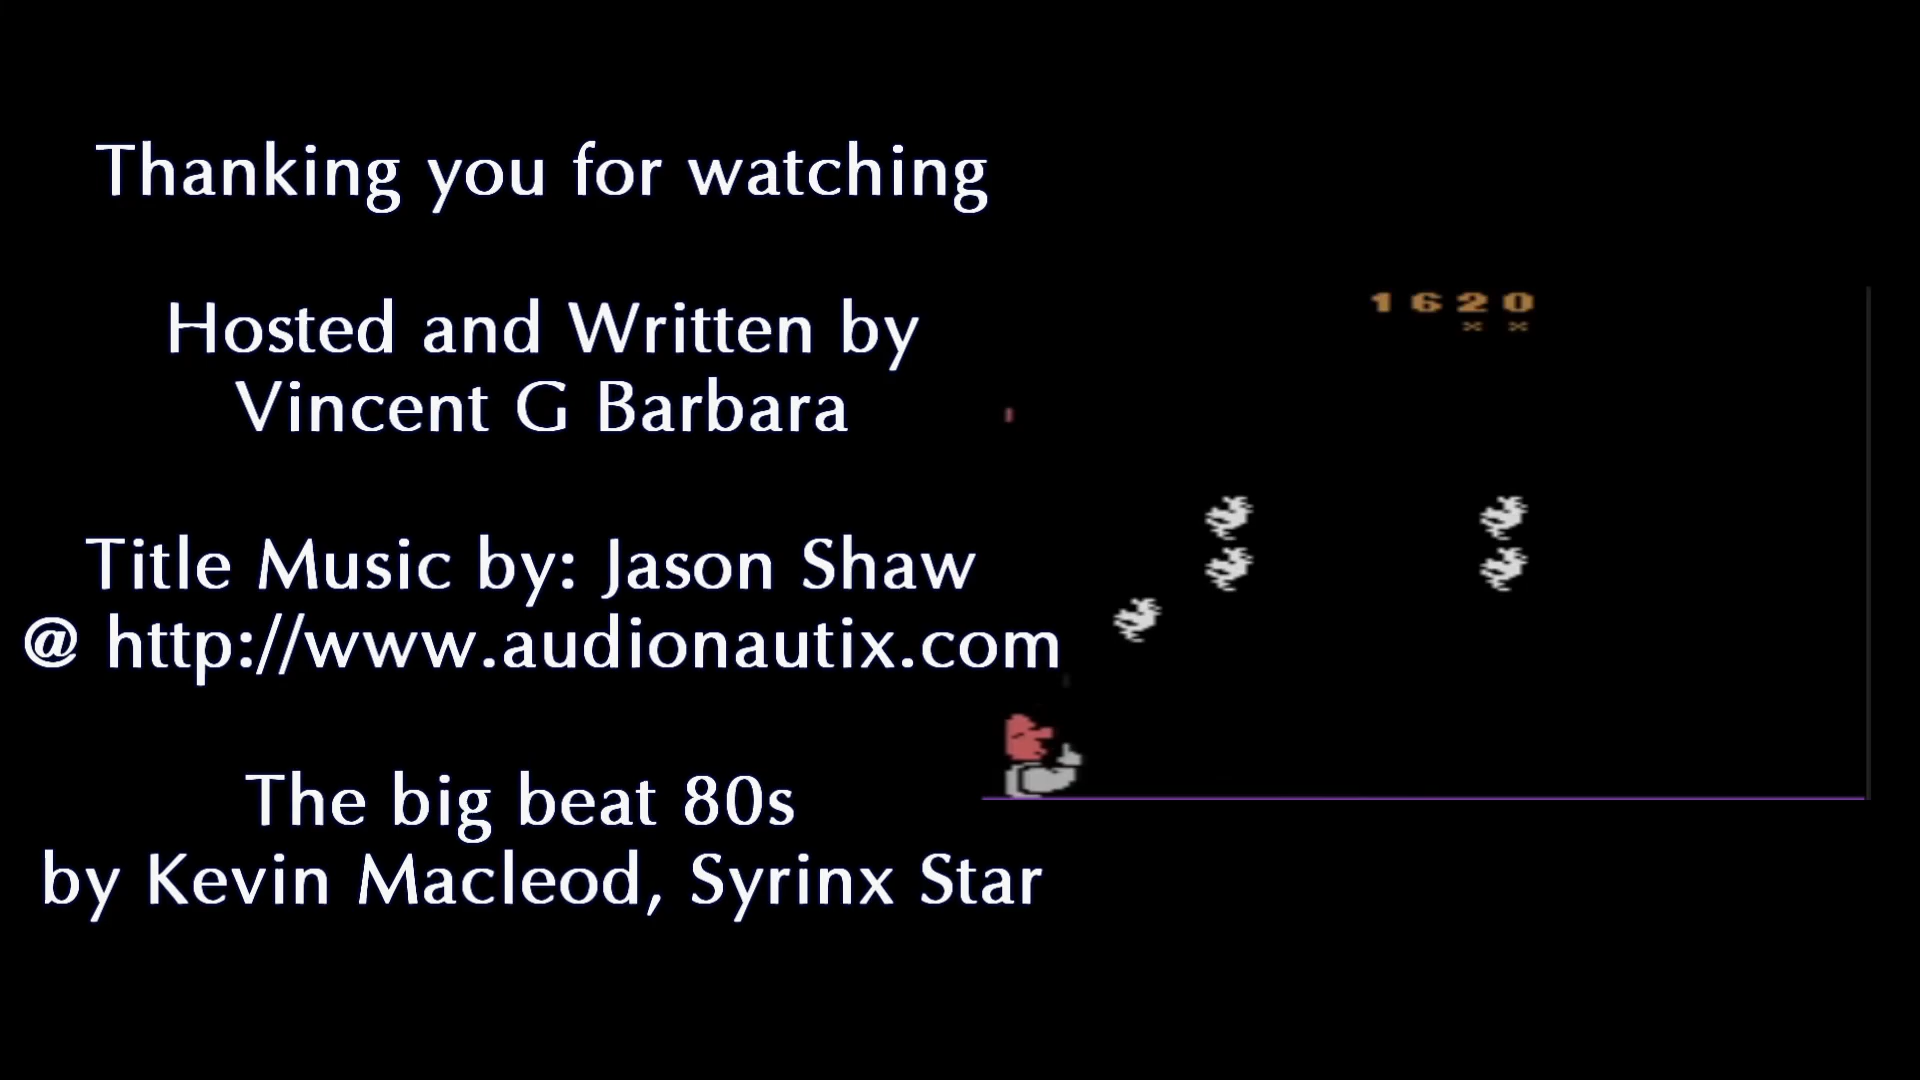 Thanking you for watching
Hosted and Written by
Vincent G Barbara
Title Music by: Jason Shaw
@ http://www.audionautix.com
The big beat 80s
by Kevin Macleod, Syrinx Star
1620